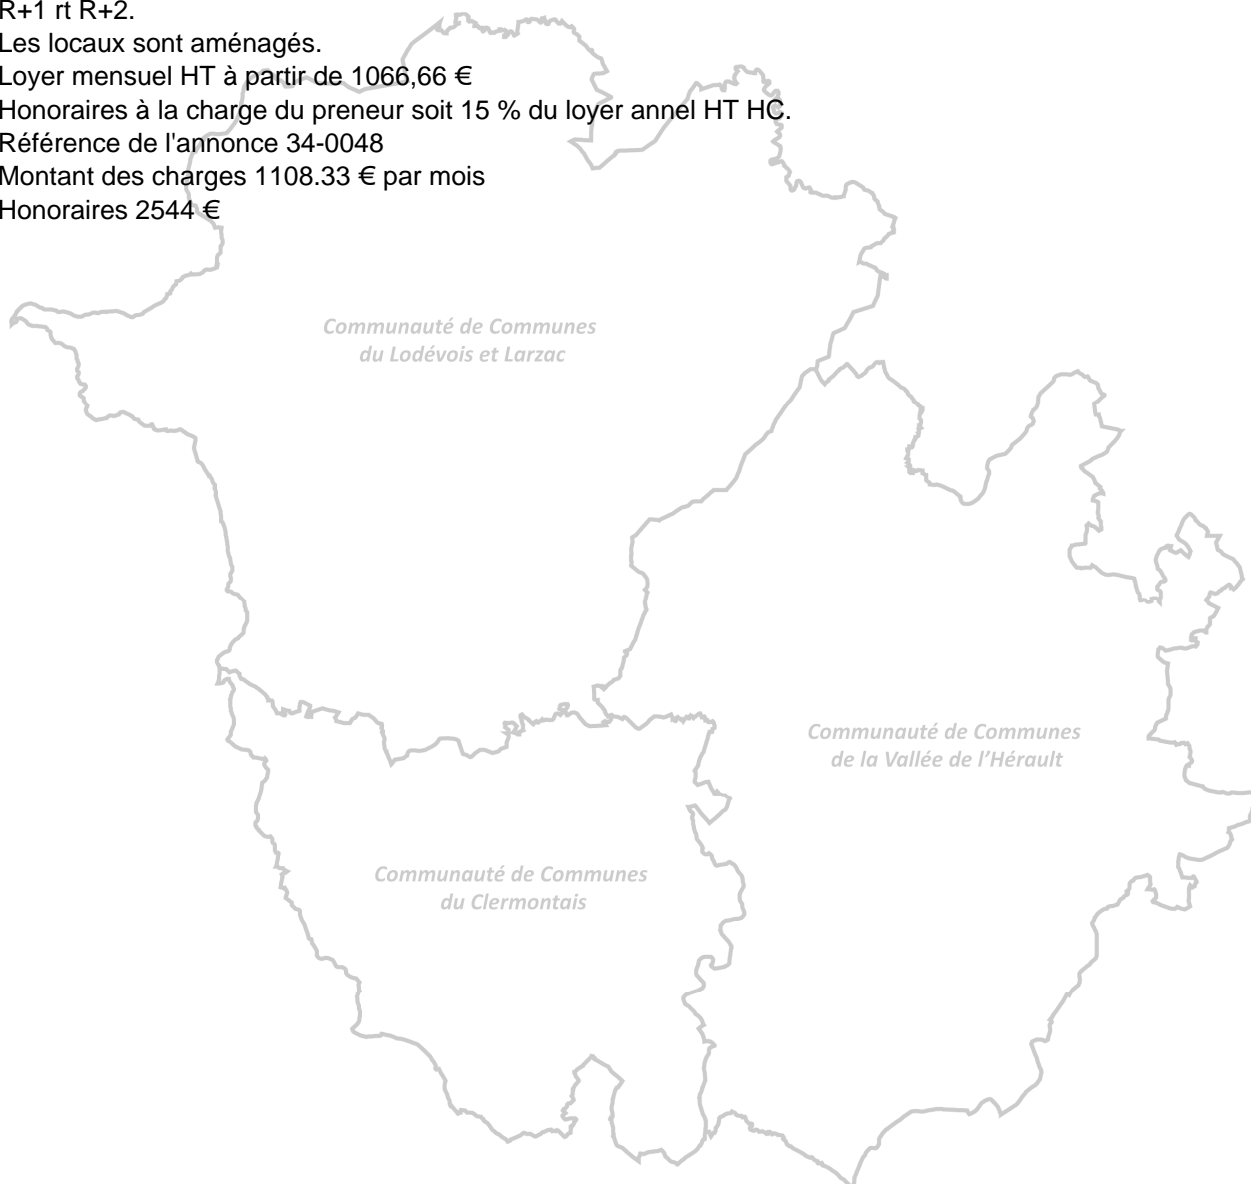 R+1 rt R+2.
Les locaux sont aménagés.
Loyer mensuel HT à partir de 1066,66 €
Honoraires à la charge du preneur soit 15 % du loyer annel HT HC.
Référence de l'annonce 34-0048
Montant des charges 1108.33 € par mois
Honoraires 2544 €
Communauté de Communes
du Lodévois et Larzac
Communauté de Communes
de la Vallée de l’Hérault
Communauté de Communes
du Clermontais